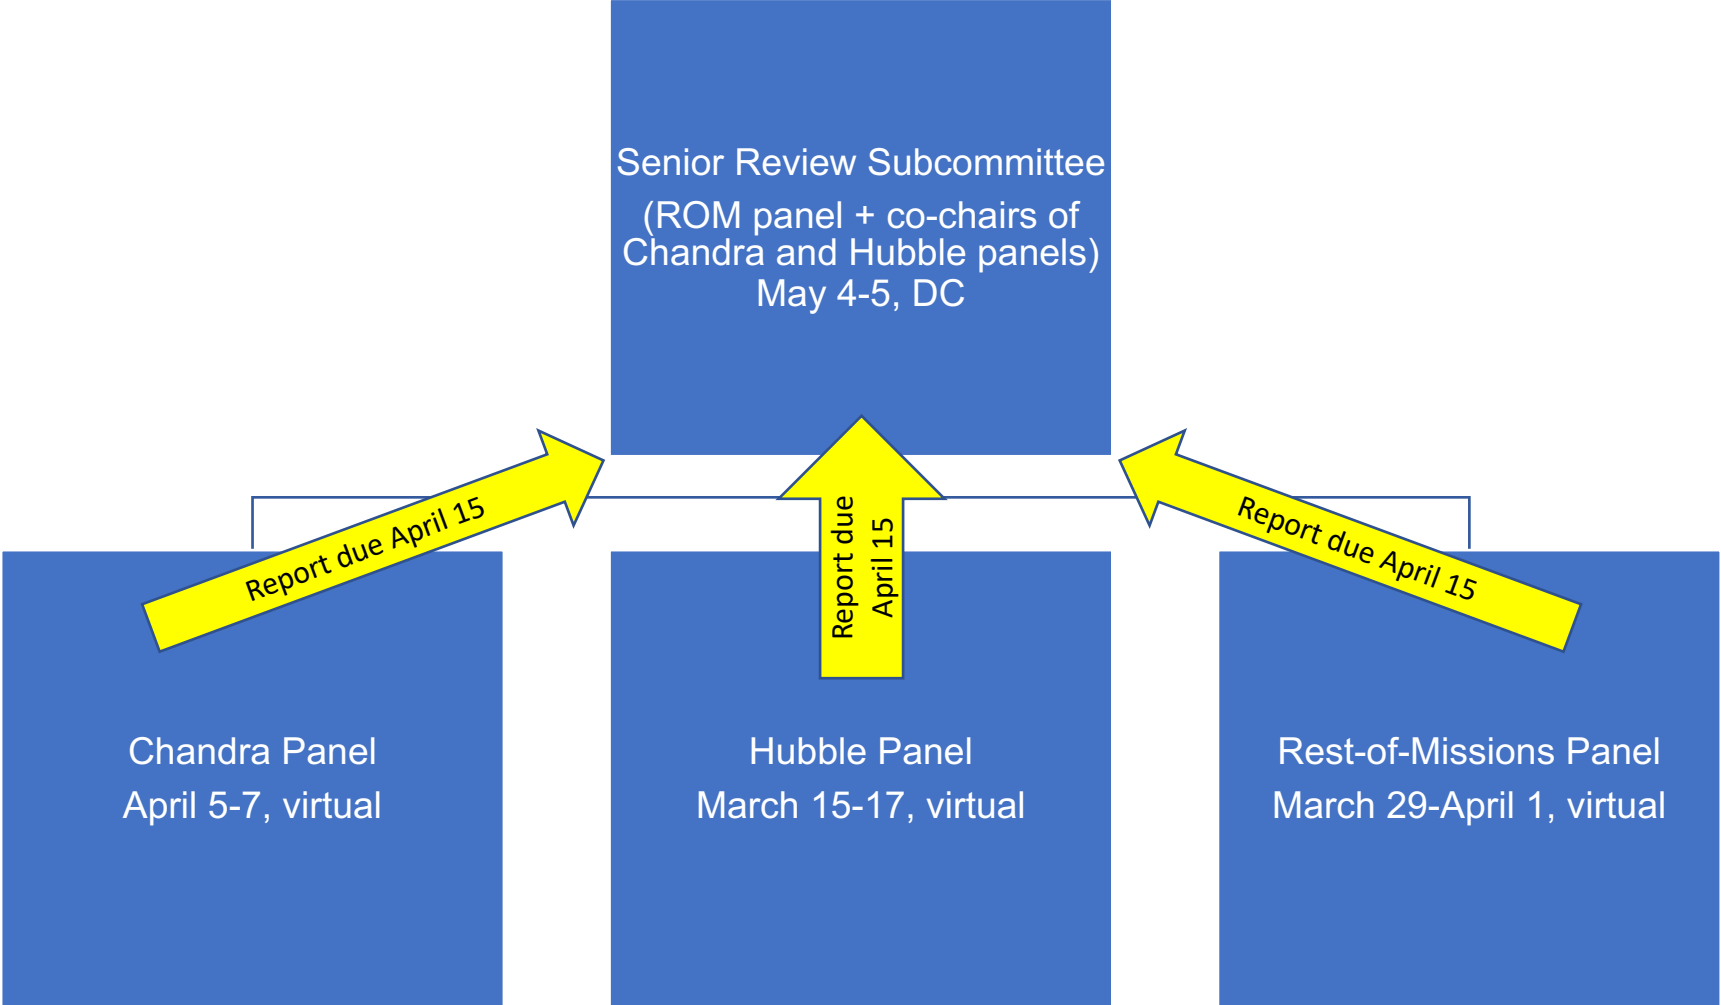 Senior Review Subcommittee
(ROM panel + co-chairs of
Chandra and Hubble panels)
May 4-5, DC
Report due April 15
Report due
April 15
Report due April 15
Chandra Panel
April 5-7, virtual
Hubble Panel
March 15-17, virtual
Rest-of-Missions Panel
March 29-April 1, virtual